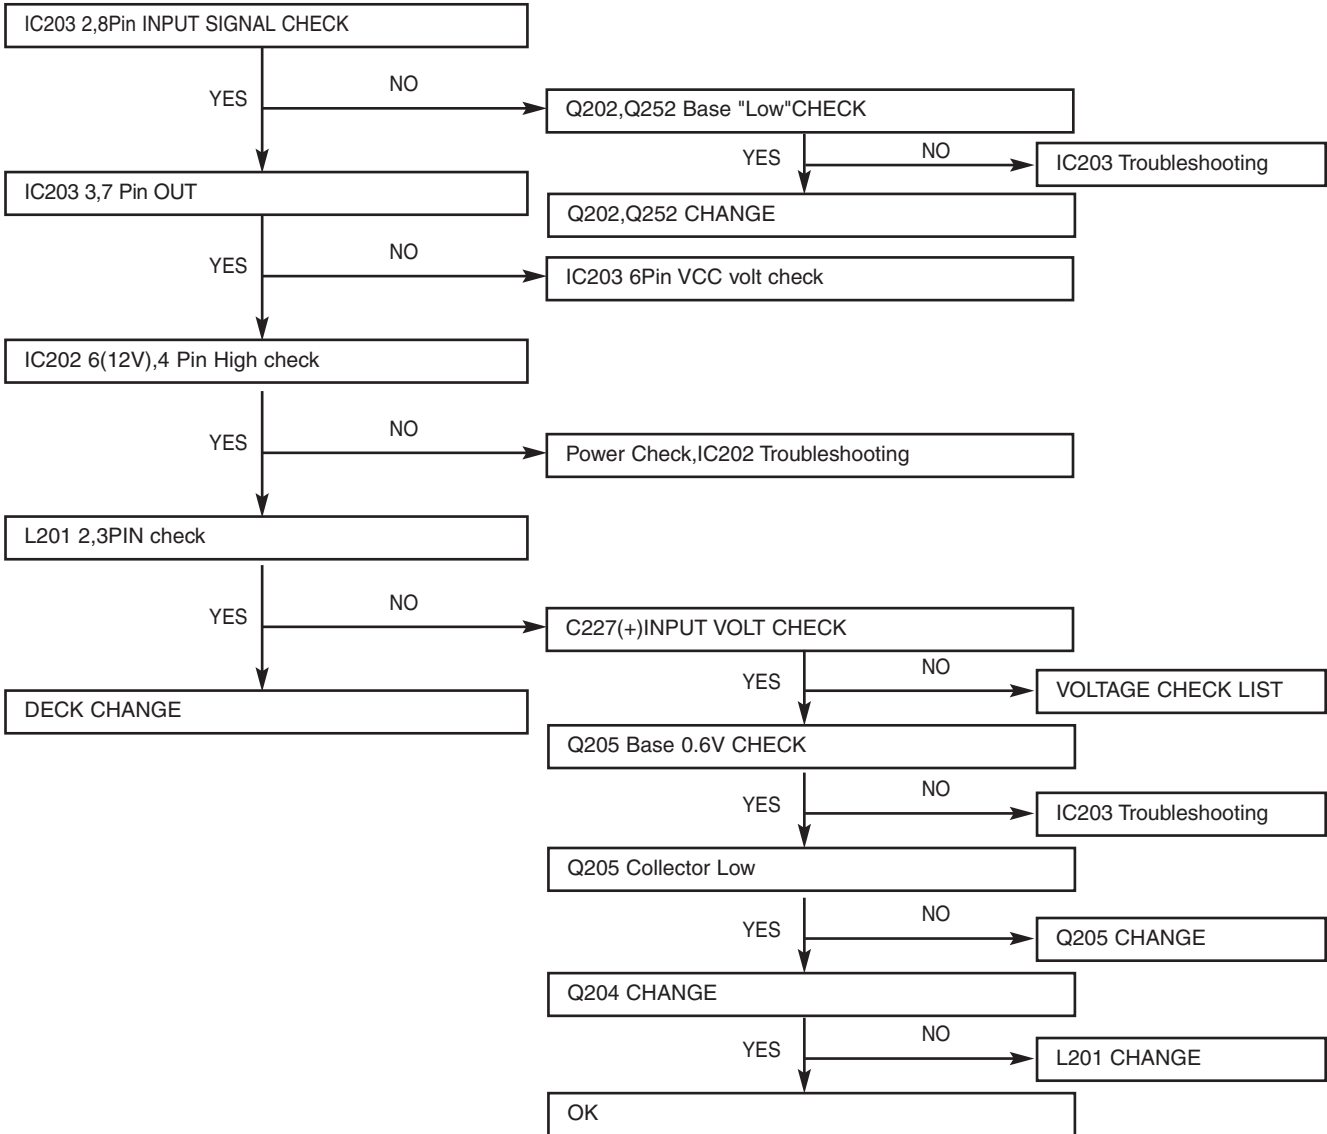 IC203 2,8Pin INPUT SIGNAL CHECK
NO
YES
Q202,Q252 Base "Low"CHECK
NO
YES
IC203 Troubleshooting
IC203 3,7 Pin OUT
Q202,Q252 CHANGE
NO
YES
IC203 6Pin VCC volt check
IC202 6(12V),4 Pin High check
NO
YES
Power Check,IC202 Troubleshooting
L201 2,3PIN check
NO
YES
C227(+)INPUT VOLT CHECK
NO
YES
VOLTAGE CHECK LIST
DECK CHANGE
Q205 Base 0.6V CHECK
NO
YES
IC203 Troubleshooting
Q205 Collector Low
NO
YES
Q205 CHANGE
Q204 CHANGE
NO
YES
L201 CHANGE
OK